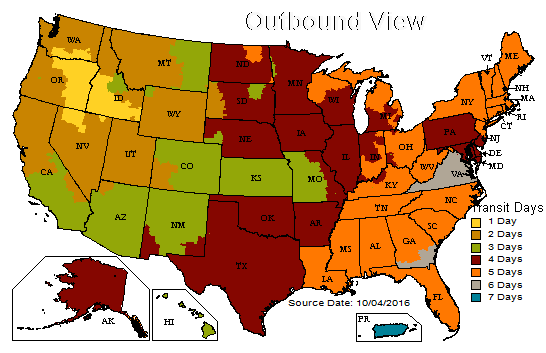 Outbound View
WA
OR
MT
ID
WY
NV
UT
CA
CO
AZ
NM
ND
SD
NE
KS
OK
TX
MN
IA
MO
AR
LA
WI
IL
MI
IN
OH
KY
TN
MS
AL
GA
FL
SC
NC
VA
WV
PA
NY
VT
ME
NH
MA
RI
CT
NJ
DE
MD
AK
HI
PR
Transit Days
1 Day
2 Days
3 Days
4 Days
5 Days
6 Days
7 Days
Source Date: 10/04/2016